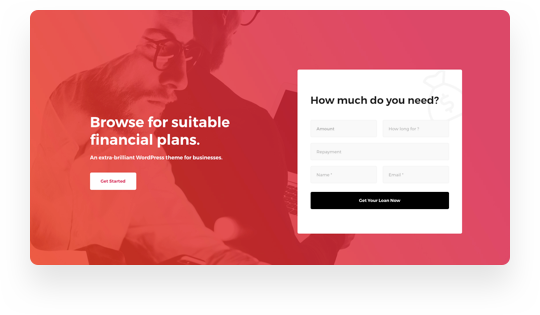 Browse for suitable
financial plans.
An extra-brilliant WordPress theme for businesses.
Get Started
How much do you need?
Amount
How long for ?
Repayment
Name *
Email *
Get Your Loan Now